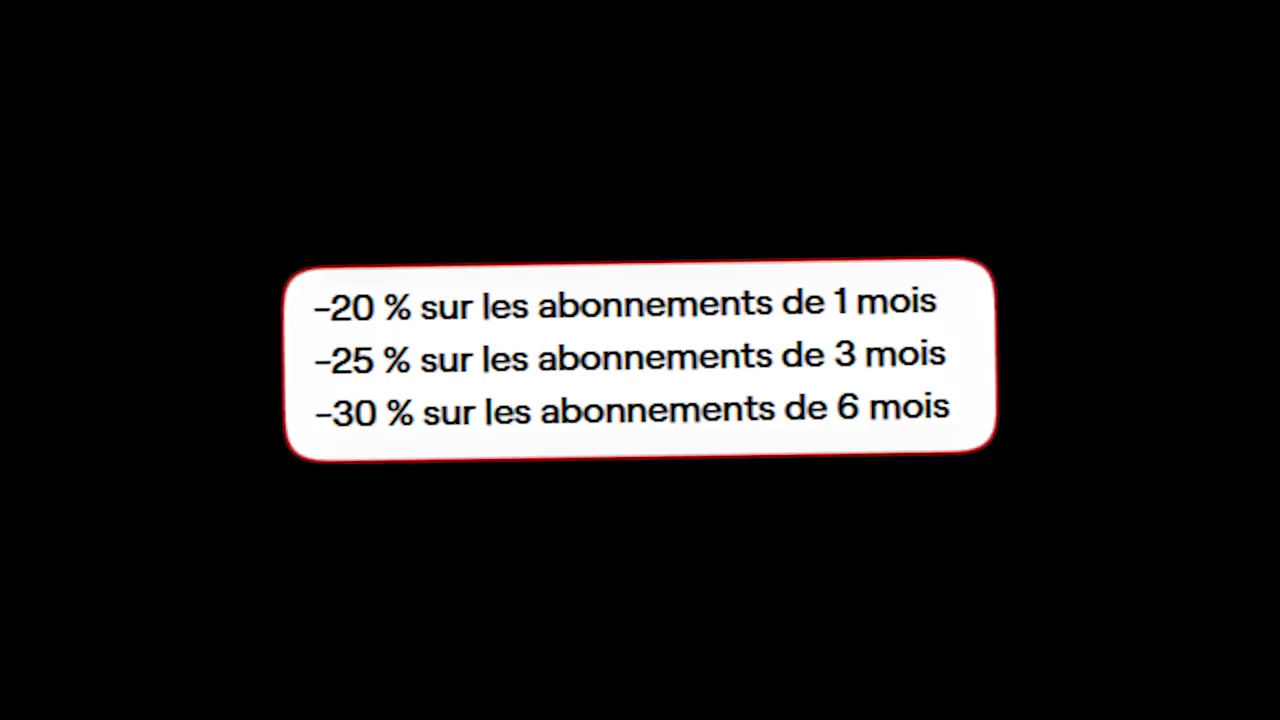 -20 % sur les abonnements de 1 mois
-25 % sur les abonnements de 3 mois
-30 % sur les abonnements de 6 mois